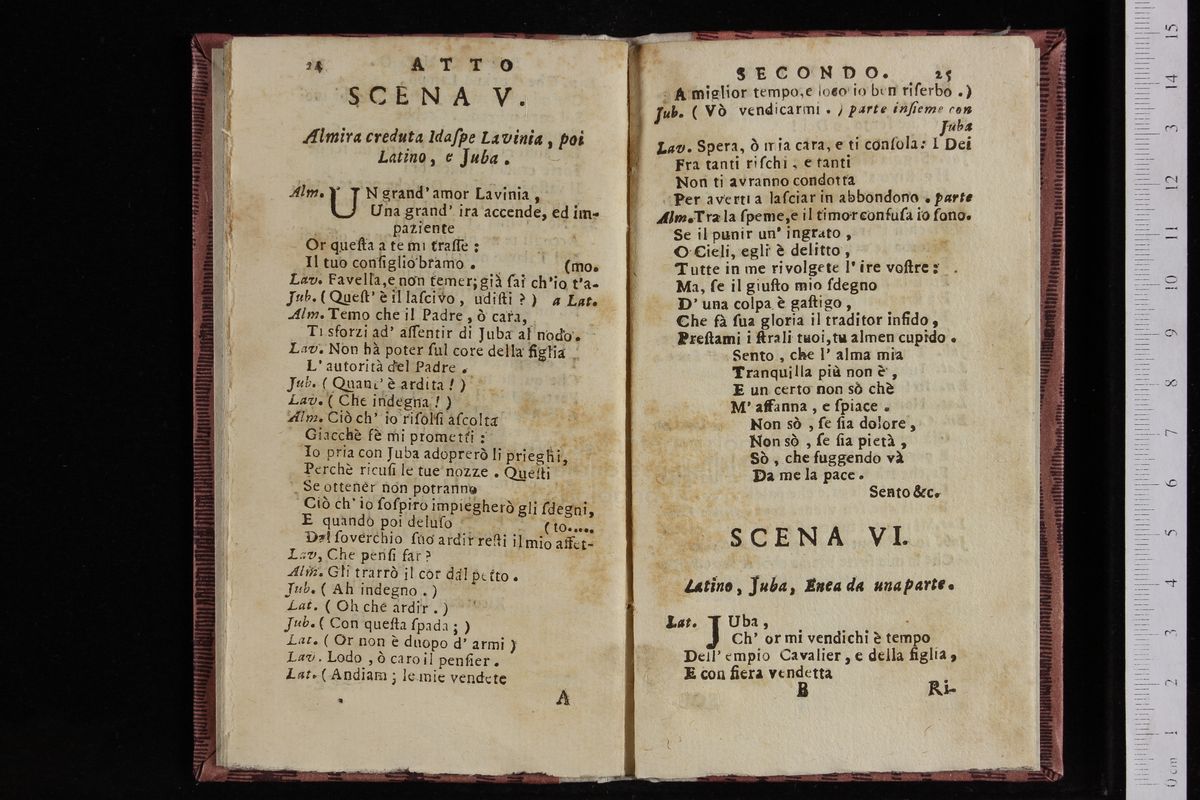 24 ATTO
SCENA V.
Almira creduta Idaſpe Lavinia, poi
Latino, e Juba.
Alm. UN grand' amor Lavinia,
Una grand' ira accende, ed im-
paziente
Or queſta a te mi traſſe:
Il tuo conſiglio bramo. (mo.
Lav. Favella, e non temer; già ſai ch'io t'a-
Jub. (Queſt' è il laſcivo, udiſti?) a Lat.
Alm. Temo che il Padre, ò cara,
Ti sforzi ad' aſſentir di Juba al nodo.
Lav. Non hà poter ſul core della figlia
L' autorità del Padre.
Jub. (Quant' è ardita!)
Lav. (Che indegna!)
Alm. Ciò ch' io riſolſi aſcolta
Giacchè fè mi prometti:
Io pria con Juba adoprerò li prieghi,
Perchè ricuſi le tue nozze. Queſti
Se ottener non potranno
Ciò ch' io ſoſpiro impiegherò gli ſdegni,
E quando poi deluſo (to.....
Dal ſoverchio ſuo ardir reſti il mio affet-
Lav, Che penſi far?
Alm. Gli trarrò il cor dal petto.
Jub. (Ah indegno.)
Lat. (Oh che ardir.)
Jub. (Con queſta ſpada;)
Lat. (Or non è duopo d' armi)
Lav. Lodo, ò caro il penſier.
Lat. (Andiam; le mie vendete
A
SECONDO. 25
A miglior tempo, e loco io ben riſerbo.)
Jub. (Vò vendicarmi.) parte inſieme con
Juba
Lav. Spera, ò mia cara, e ti conſola: I Dei
Fra tanti riſchi, e tanti
Non ti avranno condotta
Per averti a laſciar in abbondono. parte
Alm. Tra la ſpeme, e il timor confuſa io ſono.
Se il punir un' ingrato,
O Cieli, egli è delitto,
Tutte in me rivolgete l' ire voſtre:
Ma, ſe il giuſto mio ſdegno
D' una colpa è gaſtigo,
Che fà ſua gloria il traditor infido,
Preſtami i ſtrali tuoi, tu almen cupido.
Sento, che l' alma mia
Tranquilla più non è,
E un certo non sò chè
M' affanna, e ſpiace.
Non sò, ſe ſia dolore,
Non sò, ſe ſia pietà,
Sò, che fuggendo và
Da me la pace.
Sento &c.
SCENA VI.
Latino, Juba, Enea da una parte.
Lat. JUba,
Ch' or mi vendichi è tempo
Dell' empio Cavalier, e della figlia,
E con fiera vendetta
B Ri-